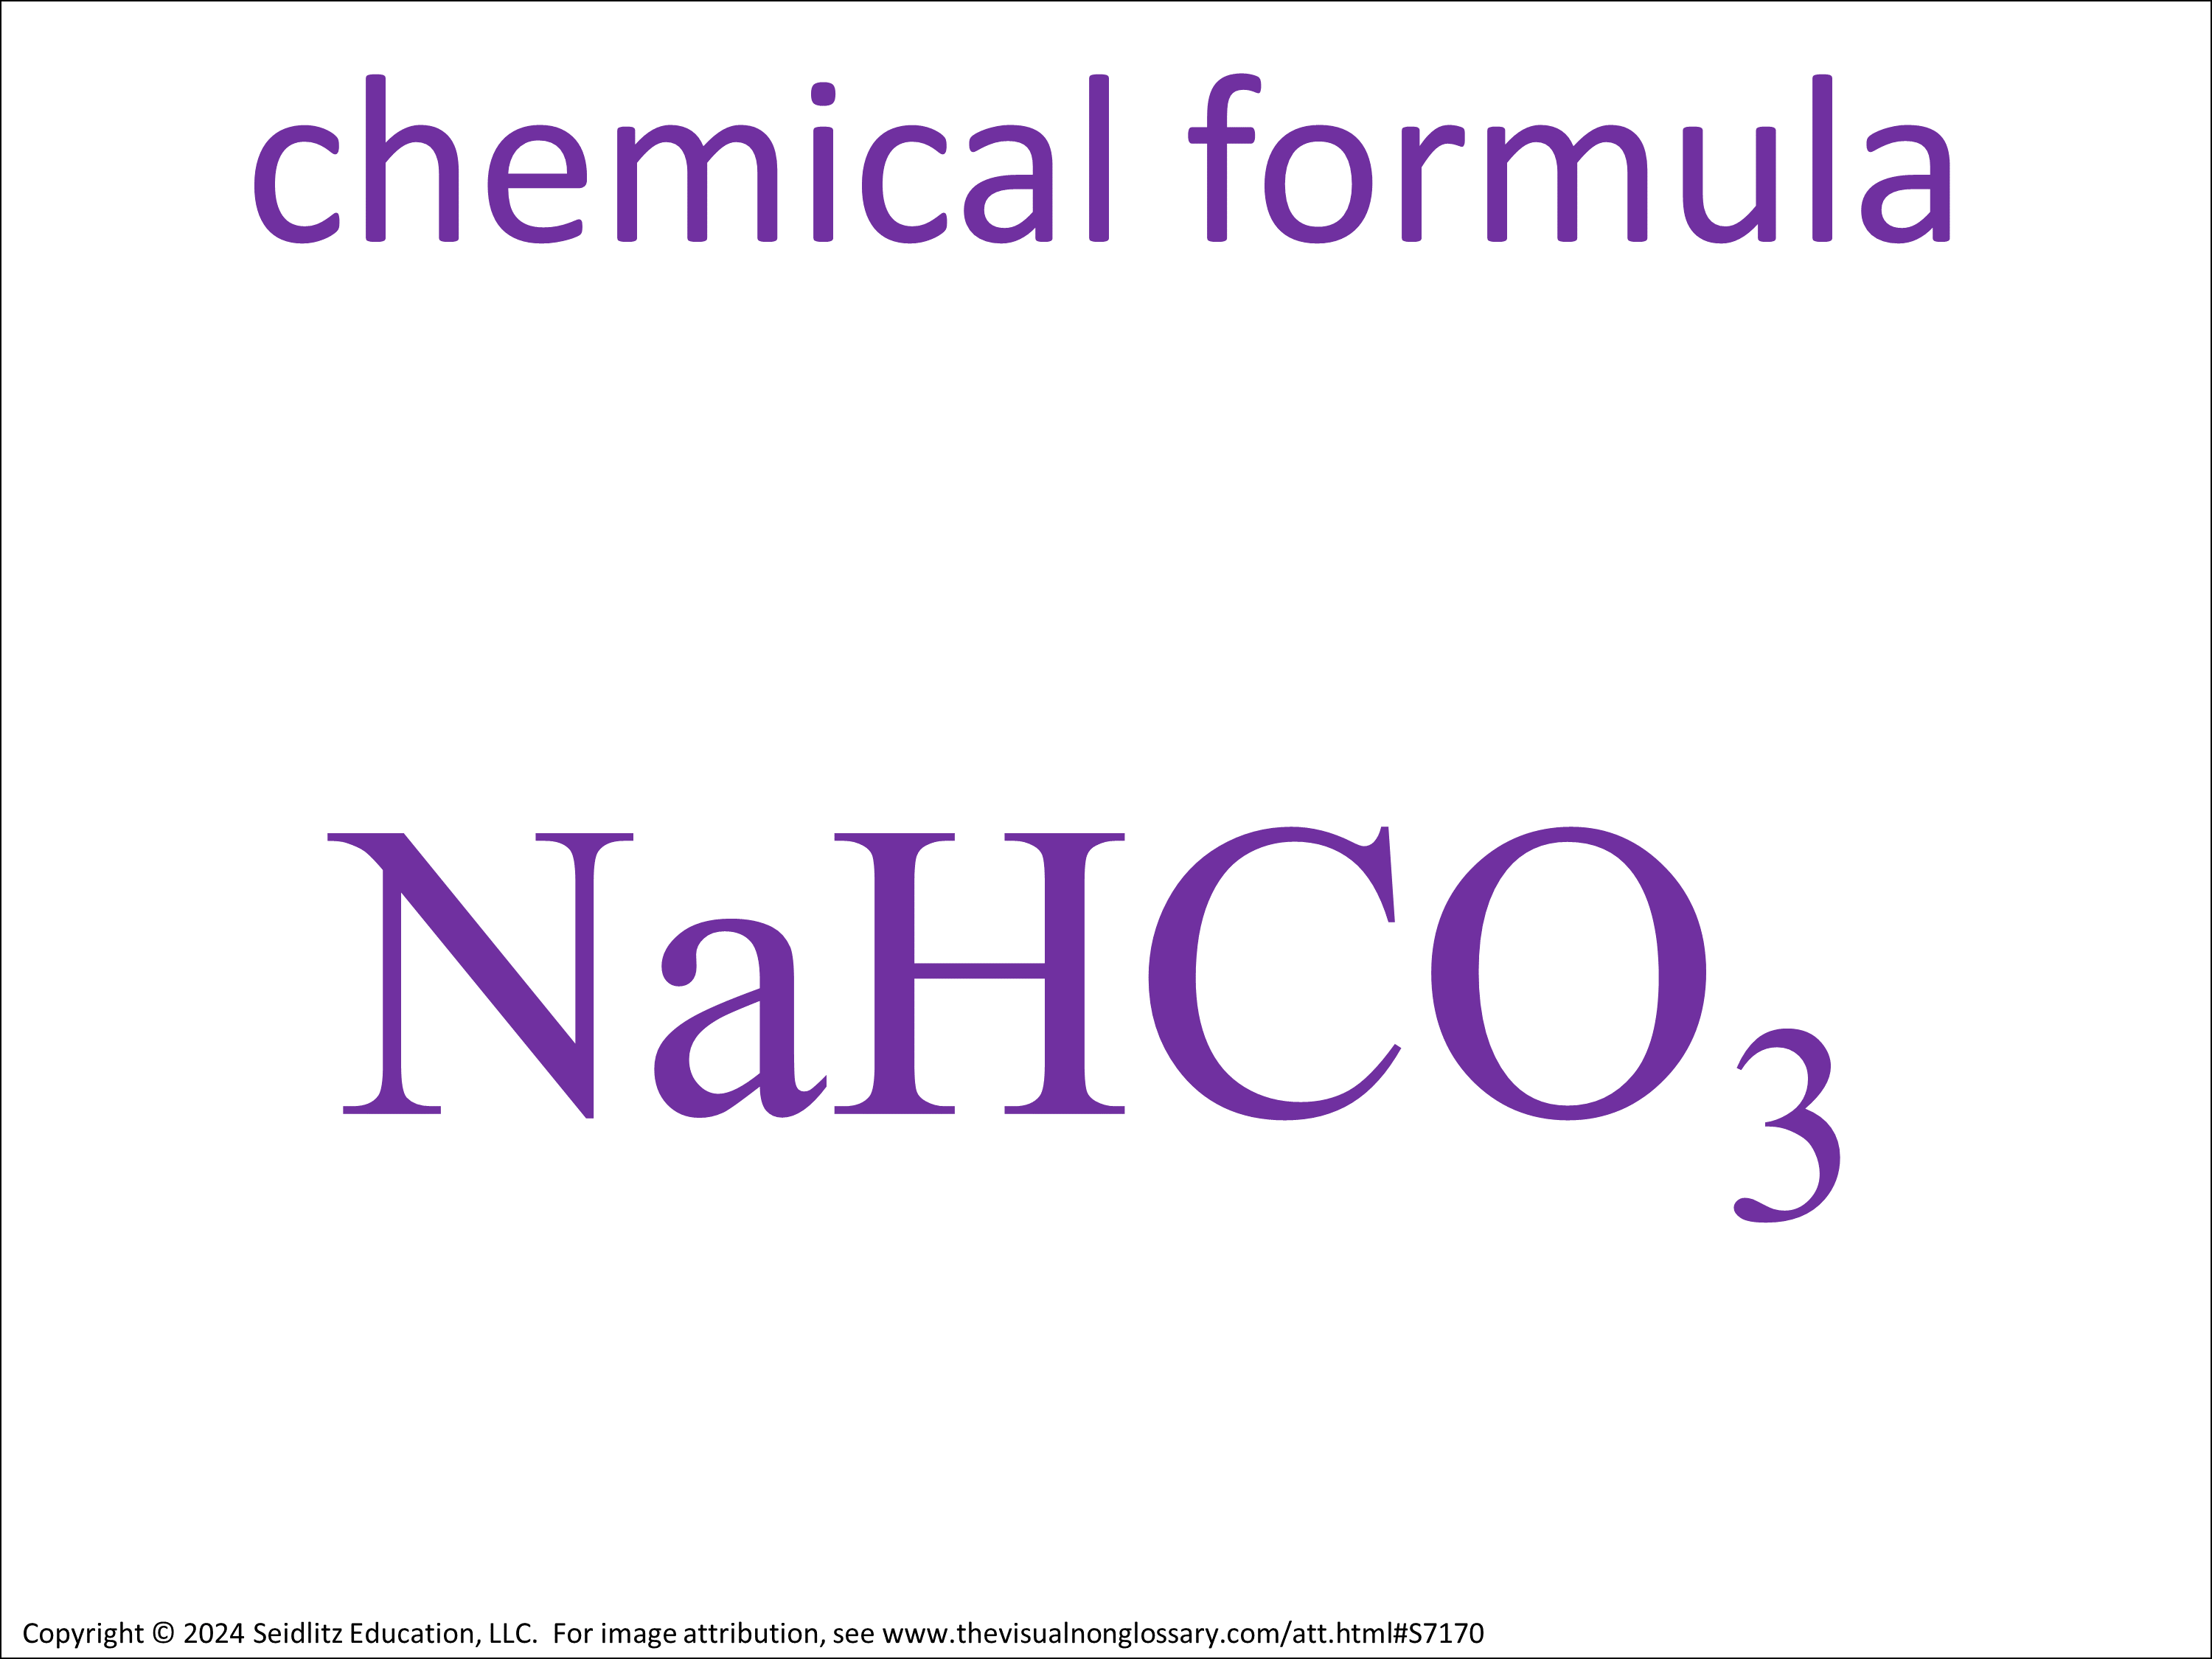 chemical formula
NaHCO₃
Copyright © 2024 Seidlitz Education, LLC.  For image attribution, see www.thevisualnonglossary.com/att.html#S7170